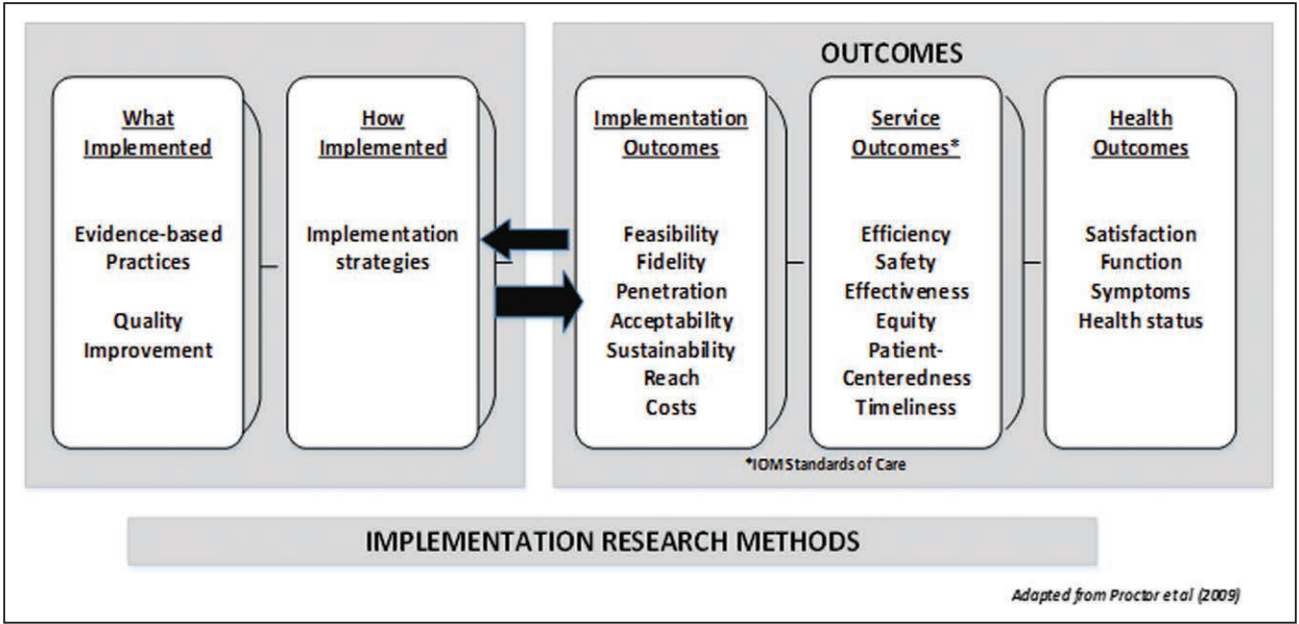 OUTCOMES
What
Implemented
Evidence-based
Practices
Quality
Improvement
How
Implemented
Implementation
strategies
Implementation
Outcomes
Feasibility
Fidelity
Penetration
Acceptability
Sustainability
Reach
Costs
Service
Outcomes*
Efficiency
Safety
Effectiveness
Equity
Patient-
Centeredness
Timeliness
Health
Outcomes
Satisfaction
Function
Symptoms
Health status
*IOM Standards of Care
IMPLEMENTATION RESEARCH METHODS
Adapted from Proctor et al (2009)